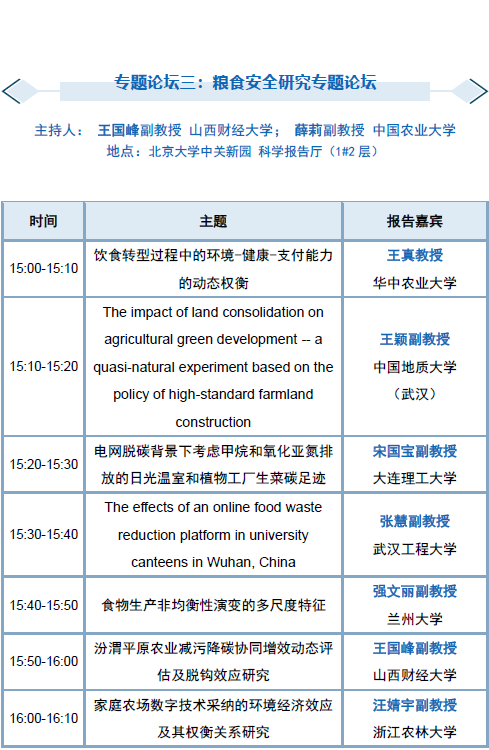 专题论坛三：粮食安全研究专题论坛
主持人： 王国峰副教授 山西财经大学； 薛莉副教授 中国农业大学
地点：北京大学中关新园 科学报告厅（1#2层）
时间
主题
报告嘉宾
15:00-15:10
饮食转型过程中的环境-健康-支付能力
的动态权衡
王真教授
华中农业大学
15:10-15:20
The impact of land consolidation on
agricultural green development -- a
quasi-natural experiment based on the
policy of high-standard farmland
construction
王颖副教授
中国地质大学
（武汉）
15:20-15:30
电网脱碳背景下考虑甲烷和氧化亚氮排
放的日光温室和植物工厂生菜碳足迹
宋国宝副教授
大连理工大学
15:30-15:40
The effects of an online food waste
reduction platform in university
canteens in Wuhan, China
张慧副教授
武汉工程大学
15:40-15:50
食物生产非均衡性演变的多尺度特征
强文丽副教授
兰州大学
15:50-16:00
汾渭平原农业减污降碳协同增效动态评
估及脱钩效应研究
王国峰副教授
山西财经大学
16:00-16:10
家庭农场数字技术采纳的环境经济效应
及其权衡关系研究
汪婧宇副教授
浙江农林大学